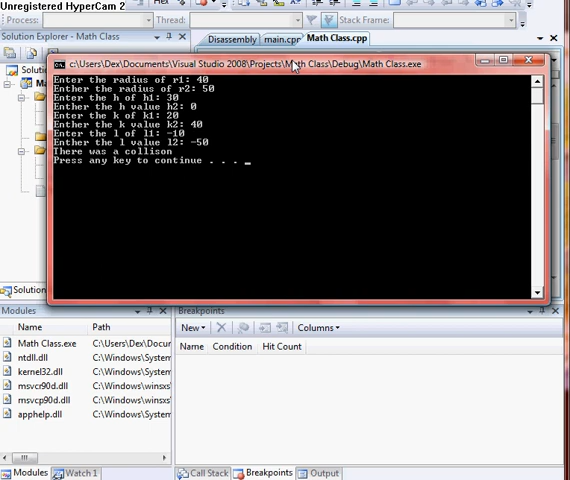 Unregistered HyperCam 2
Hex
Process:
Thread:
Stack Frame:
Solution Explorer - Math Class
Disassembly
main.cpp
Math Class.cpp
c:\Users\Dex\Documents\Visual Studio 2008\Projects\Math Class\Debug\Math Class.exe
Enter the radius of r1: 40
Enther the radius of r2: 50
Enter the h of h1: 30
Enther the h value h2: 0
Enter the k of k1: 20
Enther the k value k2: 40
Enter the l of l1: -10
Enther the l value l2: -50
There was a collison
Press any key to continue . . . _
Solution
Modules
Breakpoints
Name Path
New
Columns
Math Class.exe C:\Users\Dex\Docur
Name Condition Hit Count
ntdll.dll C:\Windows\System
kernel32.dll C:\Windows\System
msvcr90d.dll C:\Windows\winsxs
msvcp90d.dll C:\Windows\winsxs
apphelp.dll C:\Windows\System
Modules
Watch 1
Call Stack
Breakpoints
Output